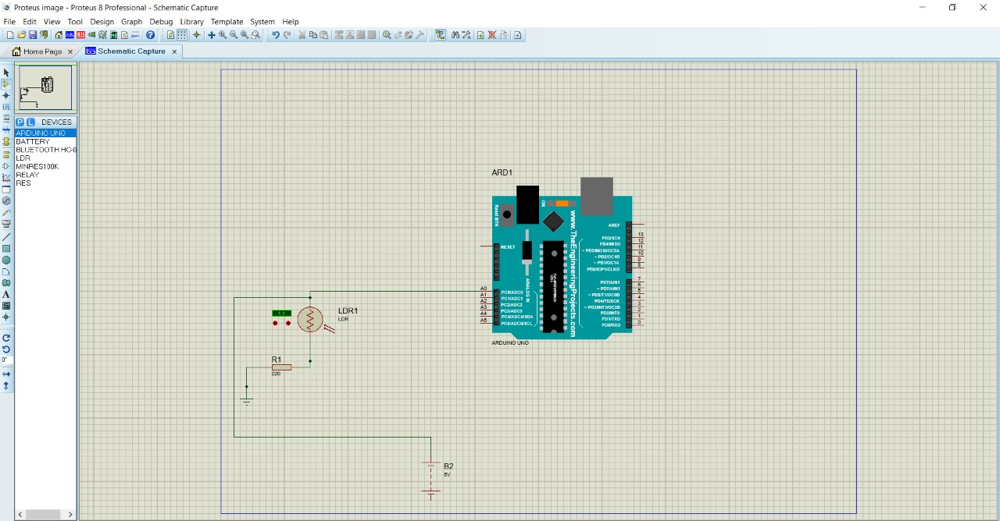 Proteus image - Proteus 8 Professional - Schematic Capture
File Edit View Tool Design Graph Debug Library Template System Help
Home Page
Schematic Capture
P L DEVICES
ARDUINO UNO
BATTERY
BLUETOOTH HC-0
LDR
MINRES100K
RELAY
RES
0°
ARD1
Reset BTN
ON
www.TheEngineeringProjects.com
ANALOG IN
RESET
AREF
PB5/SCK 13
PB4/MISO 12
~ PB3/MOSI/OC2A 11
~ PB2/OC1B 10
~ PB1/OC1A 9
PB0/ICP1/CLKO 8
PD7/AIN1 7
~ PD6/AIN1 6
~ PD5/T1/OC0B 5
PD4/T0/XCK 4
~ PD3/INT1/OC2B 3
PD2/INT0 2
PD1/TXD 1
PD0/RXD 0
A0 PC0/ADC0
A1 PC1/ADC1
A2 PC2/ADC2
A3 PC3/ADC3
A4 PC4/ADC4/SDA
A5 PC5/ADC5/SCL
ARDUINO UNO
1.1
LDR1
LDR
R1
220
B2
5V